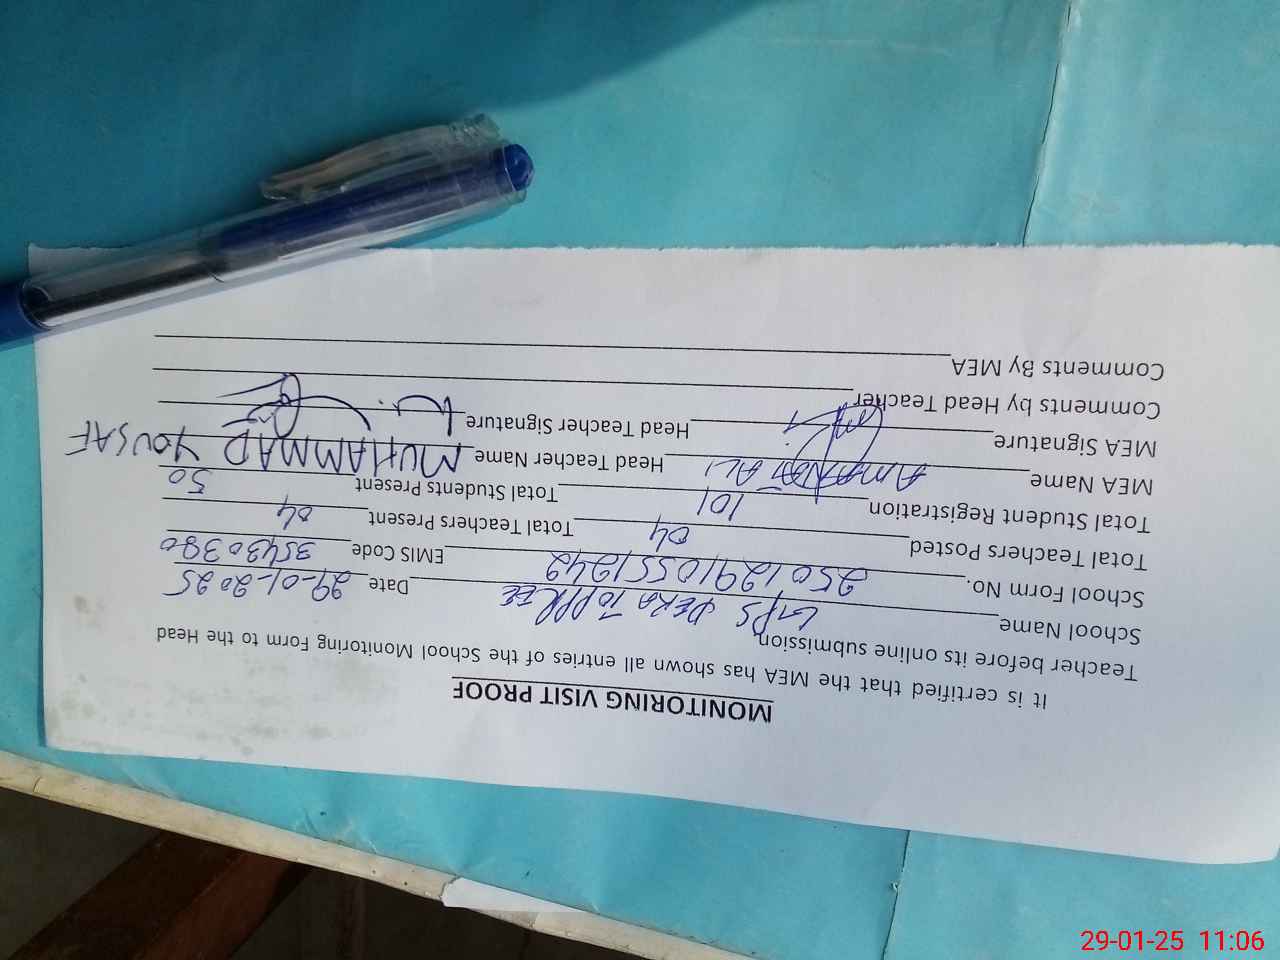 MONITORING VISIT PROOF
It is certified that the MEA has shown all entries of the School Monitoring Form to the Head
Teacher before its online submission
School Name GPS DERA TOPPREE Date 29-01-2025
School Form No. 25012910551242 EMIS Code 35430380
Total Teachers Posted 04 Total Teachers Present 04
Total Student Registration 101 Total Students Present 50
MEA Name AMANAT ALI Head Teacher Name MUHAMMAD YOUSAF
MEA Signature Head Teacher Signature
Comments by Head Teacher
Comments By MEA
29-01-25 11:06